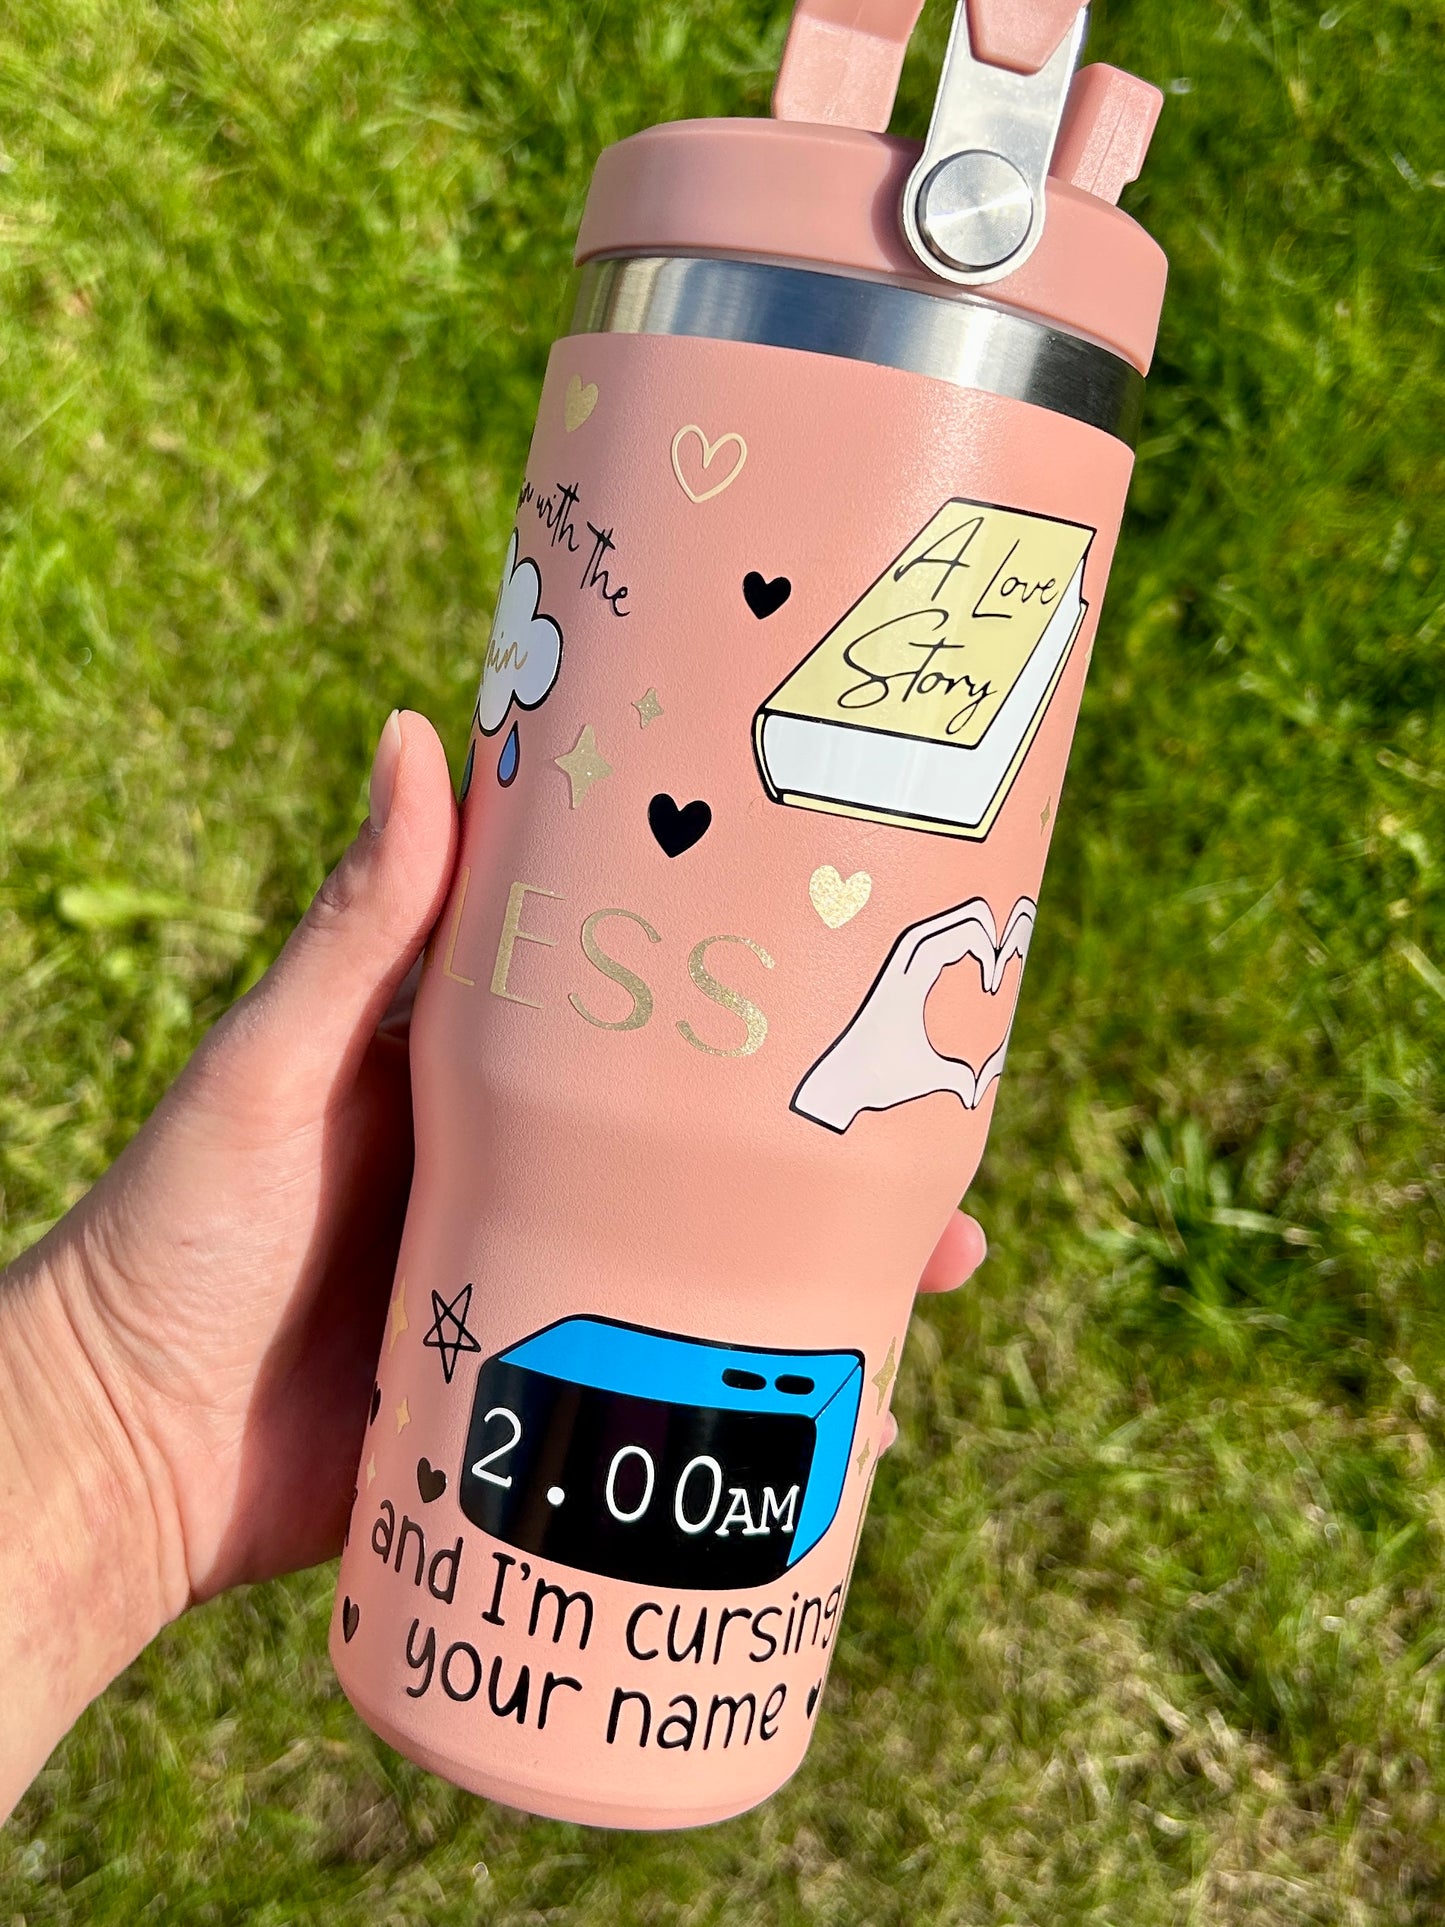 with the
A Love
Story
LESS
2.00AM
and I'm cursing
your name